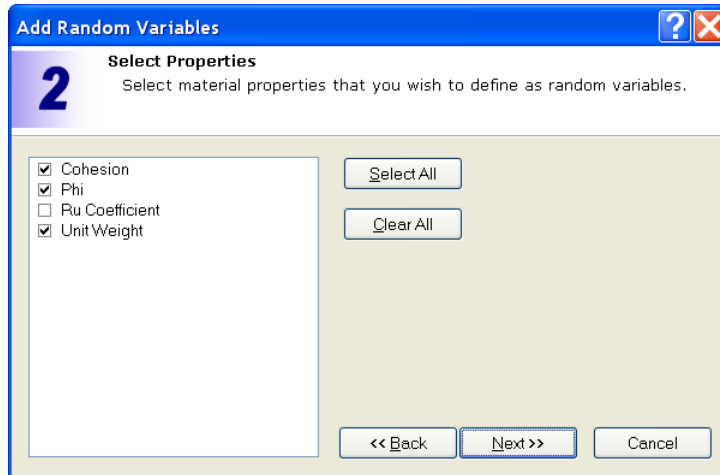 Add Random Variables
?
2
Select Properties
Select material properties that you wish to define as random variables.
Cohesion
Phi
Ru Coefficient
Unit Weight
Select All
Clear All
<< Back
Next >>
Cancel